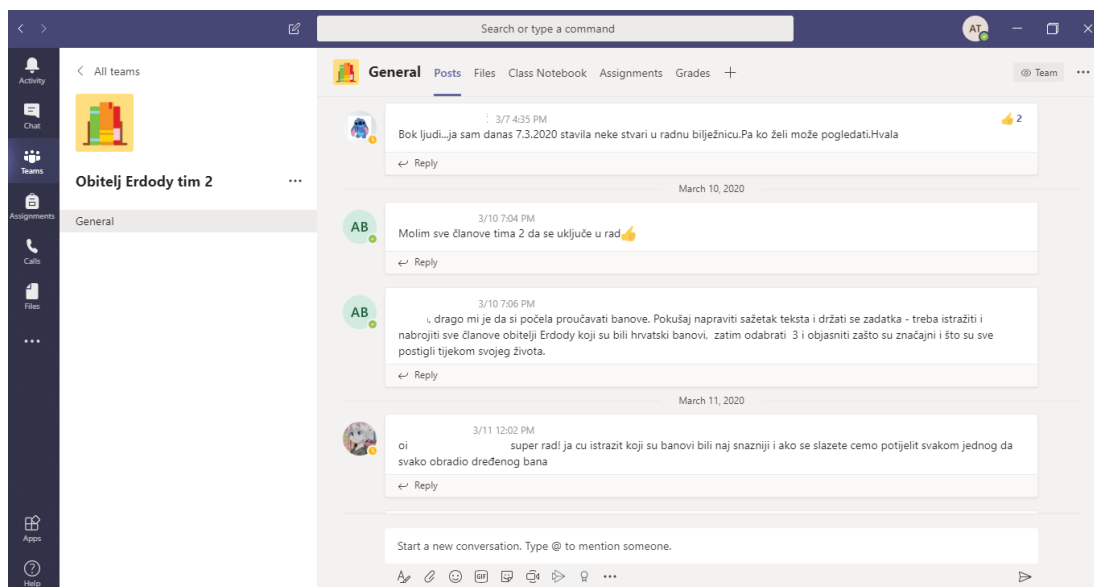 Search or type a command
AT
Activity
Chat
Teams
Assignments
Calls
Files
Apps
Help
All teams
Obitelj Erdody tim 2
General
General Posts Files Class Notebook Assignments Grades
Team
3/7 4:35 PM
2
Bok ljudi...ja sam danas 7.3.2020 stavila neke stvari u radnu bilježnicu.Pa ko želi može pogledati.Hvala
Reply
March 10, 2020
AB
3/10 7:04 PM
Molim sve članove tima 2 da se uključe u rad
Reply
AB
3/10 7:06 PM
, drago mi je da si počela proučavati banove. Pokušaj napraviti sažetak teksta i držati se zadatka - treba istražiti i
nabrojiti sve članove obitelji Erdody koji su bili hrvatski banovi, zatim odabrati 3 i objasniti zašto su značajni i što su sve
postigli tijekom svojeg života.
Reply
March 11, 2020
3/11 12:02 PM
oi super rad! ja cu istrazit koji su banovi bili naj snazniji i ako se slazete cemo potijelit svakom jednog da
svako obradio dređenog bana
Reply
Start a new conversation. Type @ to mention someone.
GIF